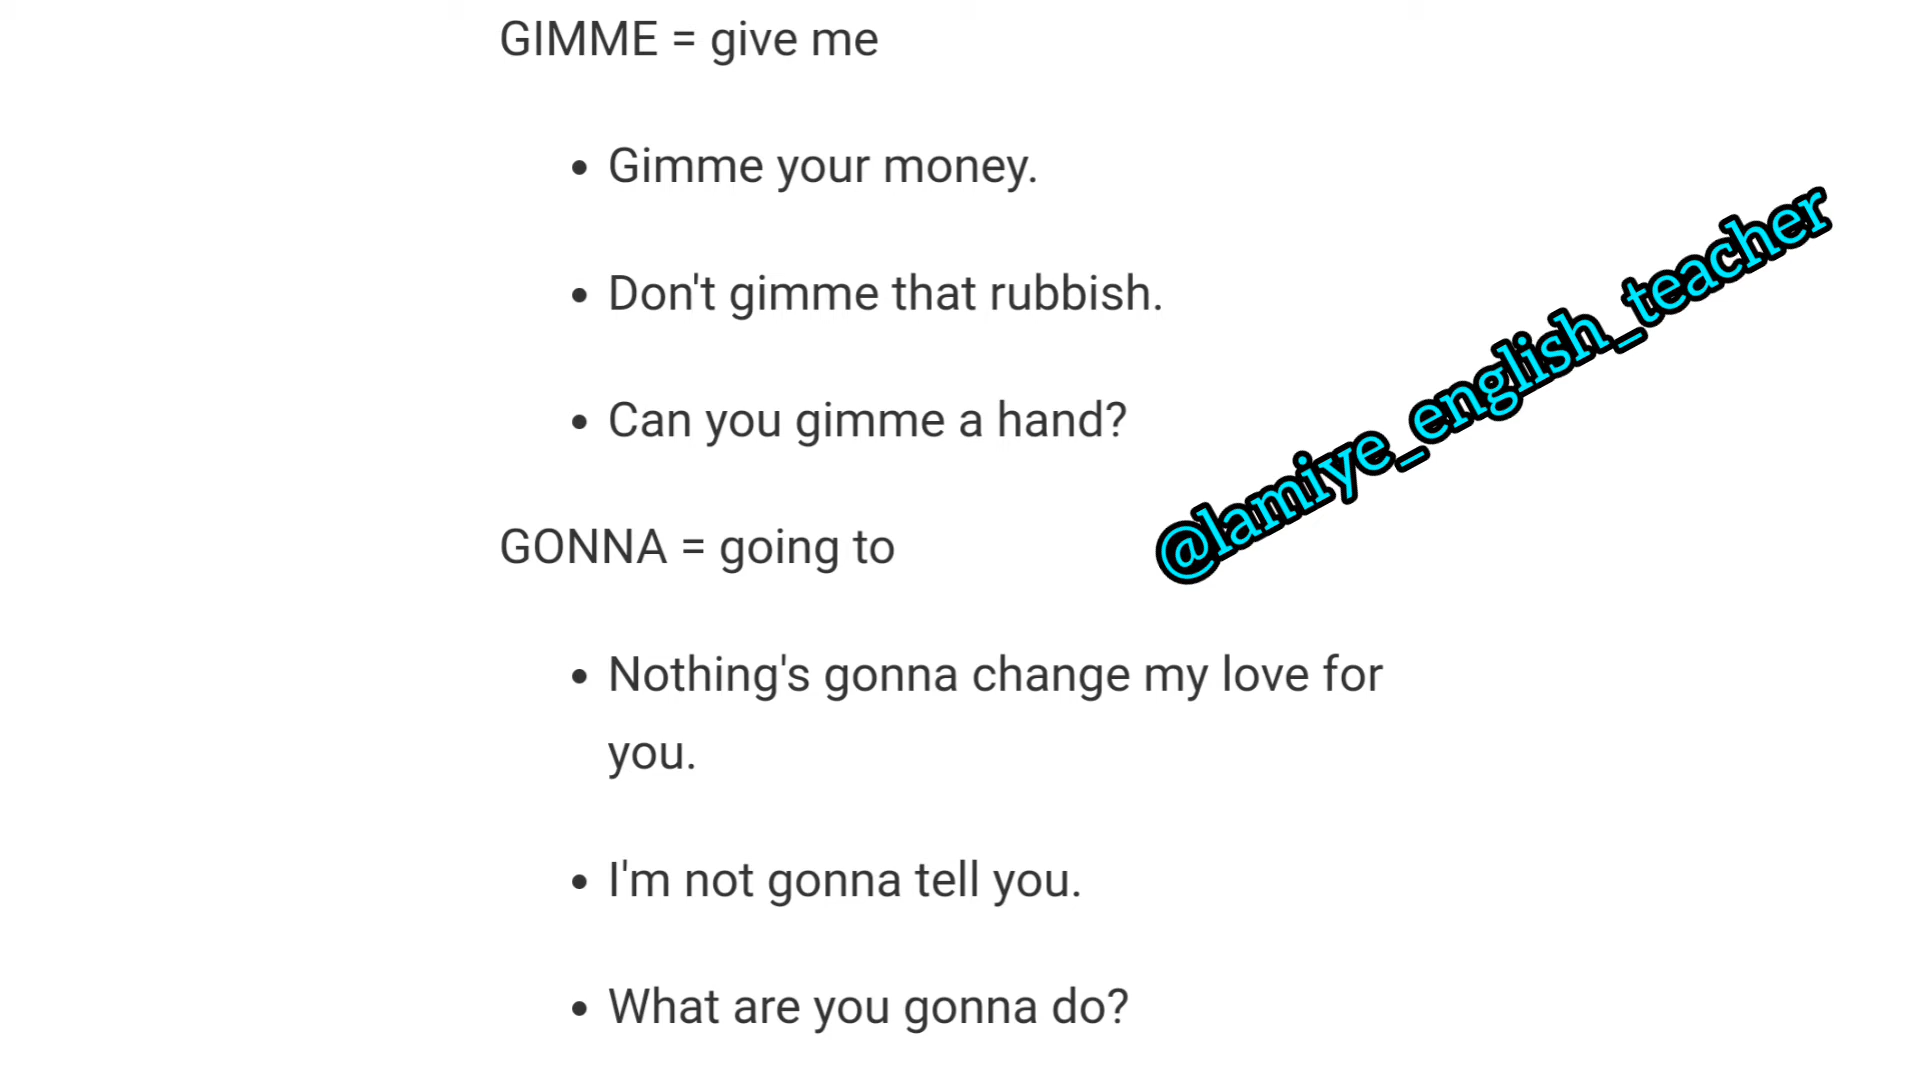 GIMME = give me
• Gimme your money.
• Don't gimme that rubbish.
• Can you gimme a hand?
@lamiye_english_teacher
GONNA = going to
• Nothing's gonna change my love for
you.
• I'm not gonna tell you.
• What are you gonna do?